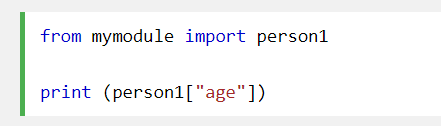 from mymodule import person1
print (person1["age"])